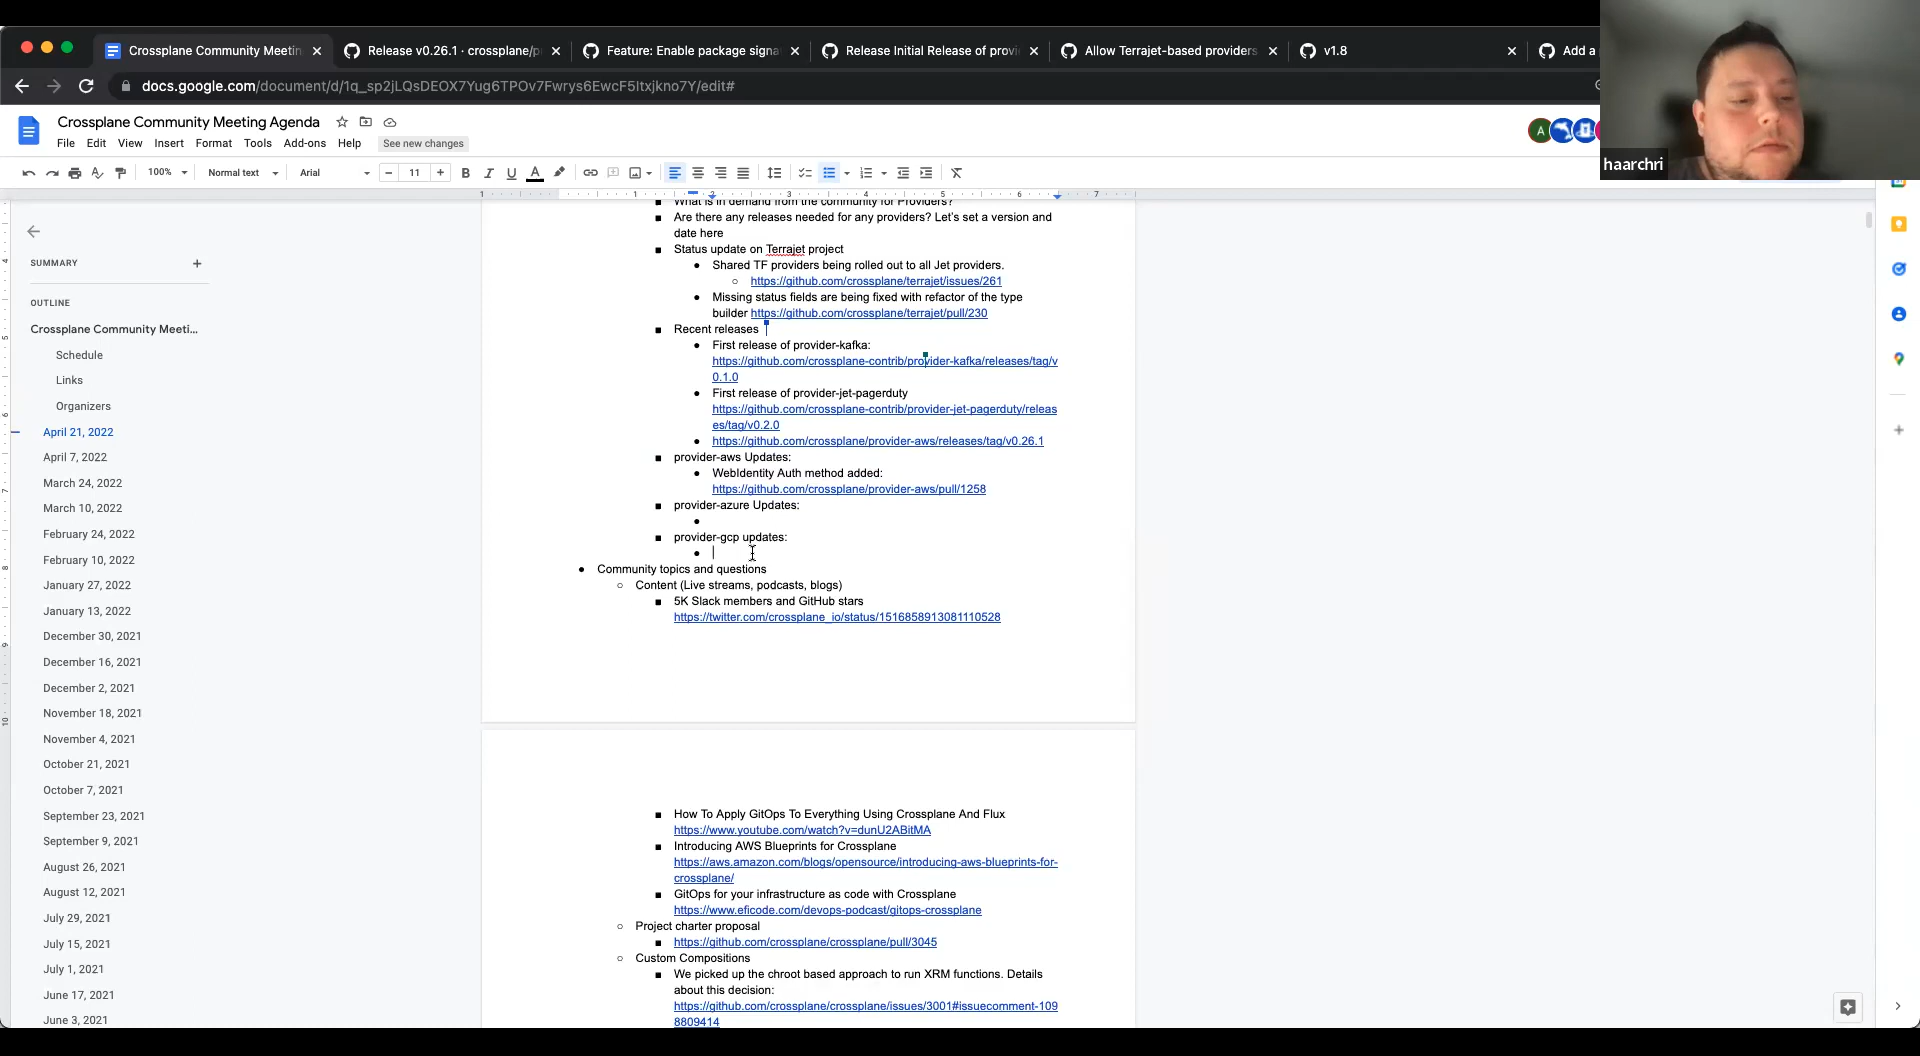 Crossplane Community Meetin
Release v0.26.1 · crossplane/p
Feature: Enable package signa
Release Initial Release of provi
Allow Terrajet-based providers
v1.8
Add a
docs.google.com/document/d/1q_sp2jLQsDEOX7Yug6TPOv7Fwrys6EwcF5ltxjkno7Y/edit#
haarchri
Crossplane Community Meeting Agenda
A
File Edit View Insert Format Tools Add-ons Help See new changes
100% Normal text Arial 11
1 1 2 3 4 5 6 7
What is in demand from the community for Providers?
Are there any releases needed for any providers? Let's set a version and
date here
Status update on Terrajet project
Shared TF providers being rolled out to all Jet providers.
https://github.com/crossplane/terrajet/issues/261
Missing status fields are being fixed with refactor of the type
builder https://github.com/crossplane/terrajet/pull/230
Recent releases
First release of provider-kafka:
https://github.com/crossplane-contrib/provider-kafka/releases/tag/v
0.1.0
First release of provider-jet-pagerduty
https://github.com/crossplane-contrib/provider-jet-pagerduty/releas
es/tag/v0.2.0
https://github.com/crossplane/provider-aws/releases/tag/v0.26.1
provider-aws Updates:
WebIdentity Auth method added:
https://github.com/crossplane/provider-aws/pull/1258
provider-azure Updates:
provider-gcp updates:
Community topics and questions
Content (Live streams, podcasts, blogs)
5K Slack members and GitHub stars
https://twitter.com/crossplane_io/status/1516858913081110528
How To Apply GitOps To Everything Using Crossplane And Flux
https://www.youtube.com/watch?v=dunU2ABitMA
Introducing AWS Blueprints for Crossplane
https://aws.amazon.com/blogs/opensource/introducing-aws-blueprints-for-
crossplane/
GitOps for your infrastructure as code with Crossplane
https://www.eficode.com/devops-podcast/gitops-crossplane
Project charter proposal
https://github.com/crossplane/crossplane/pull/3045
Custom Compositions
We picked up the chroot based approach to run XRM functions. Details
about this decision:
https://github.com/crossplane/crossplane/issues/3001#issuecomment-109
8809414
SUMMARY
OUTLINE
Crossplane Community Meeti...
Schedule
Links
Organizers
April 21, 2022
April 7, 2022
March 24, 2022
March 10, 2022
February 24, 2022
February 10, 2022
January 27, 2022
January 13, 2022
December 30, 2021
December 16, 2021
December 2, 2021
November 18, 2021
November 4, 2021
October 21, 2021
October 7, 2021
September 23, 2021
September 9, 2021
August 26, 2021
August 12, 2021
July 29, 2021
July 15, 2021
July 1, 2021
June 17, 2021
June 3, 2021